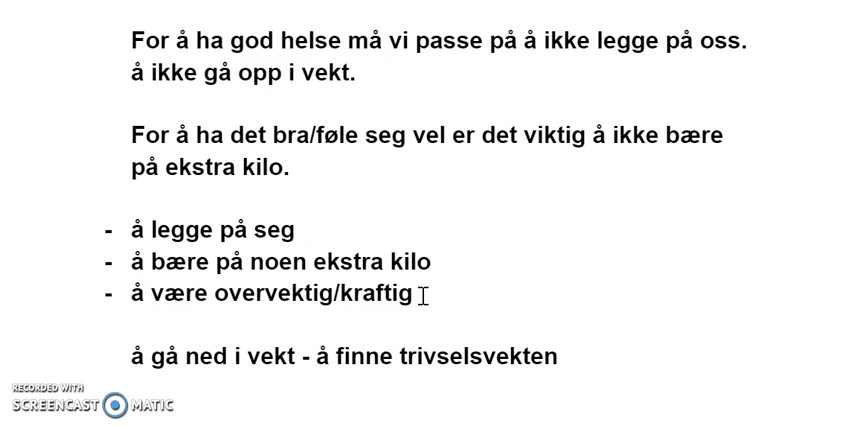 For å ha god helse må vi passe på å ikke legge på oss.
å ikke gå opp i vekt.
For å ha det bra/føle seg vel er det viktig å ikke bære
på ekstra kilo.
- å legge på seg
- å bære på noen ekstra kilo
- å være overvektig/kraftig
å gå ned i vekt - å finne trivselsvekten
RECORDED WITH
SCREENCAST MATIC